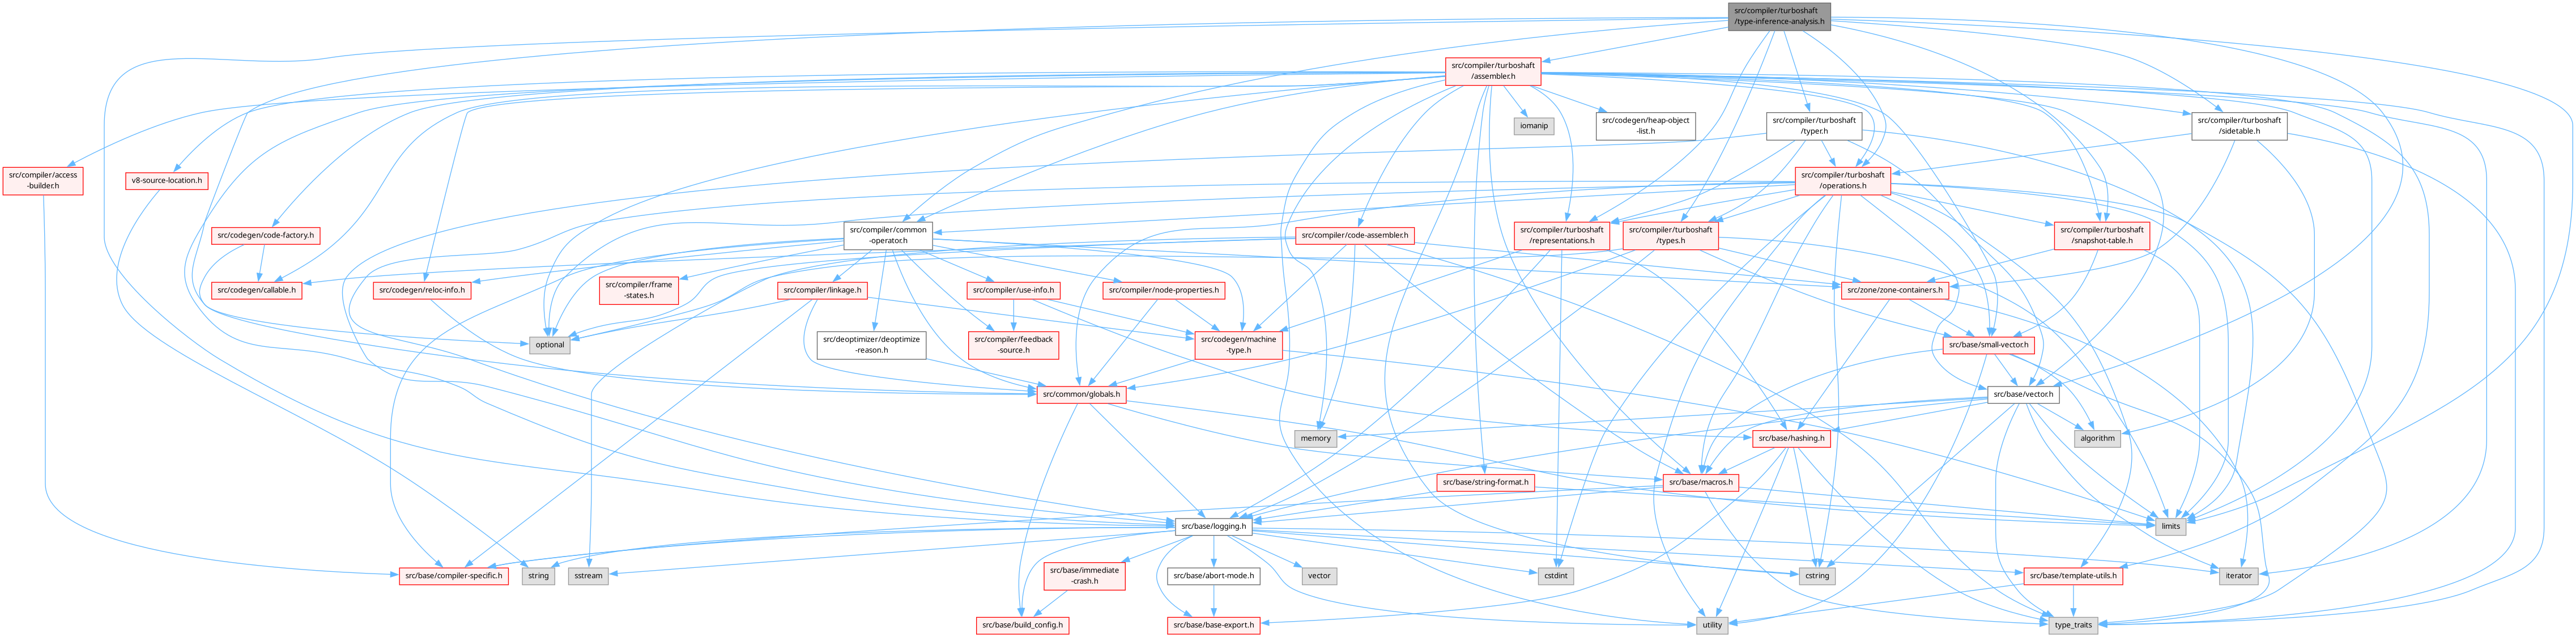 src/compiler/turboshaft
/type-inference-analysis.h
src/compiler/turboshaft
/assembler.h
iomanip
src/codegen/heap-object
-list.h
src/compiler/turboshaft
/typer.h
src/compiler/turboshaft
/sidetable.h
src/compiler/access
-builder.h
v8-source-location.h
src/compiler/turboshaft
/operations.h
src/codegen/code-factory.h
src/compiler/common
-operator.h
src/compiler/code-assembler.h
src/compiler/turboshaft
/representations.h
src/compiler/turboshaft
/types.h
src/compiler/turboshaft
/snapshot-table.h
src/codegen/callable.h
src/codegen/reloc-info.h
src/compiler/frame
-states.h
src/compiler/linkage.h
src/compiler/use-info.h
src/compiler/node-properties.h
src/zone/zone-containers.h
optional
src/deoptimizer/deoptimize
-reason.h
src/compiler/feedback
-source.h
src/codegen/machine
-type.h
src/base/small-vector.h
src/common/globals.h
src/base/vector.h
memory
src/base/hashing.h
algorithm
src/base/string-format.h
src/base/macros.h
src/base/logging.h
limits
src/base/compiler-specific.h
string
sstream
src/base/immediate
-crash.h
src/base/abort-mode.h
vector
cstdint
cstring
src/base/template-utils.h
iterator
src/base/build_config.h
src/base/base-export.h
utility
type_traits